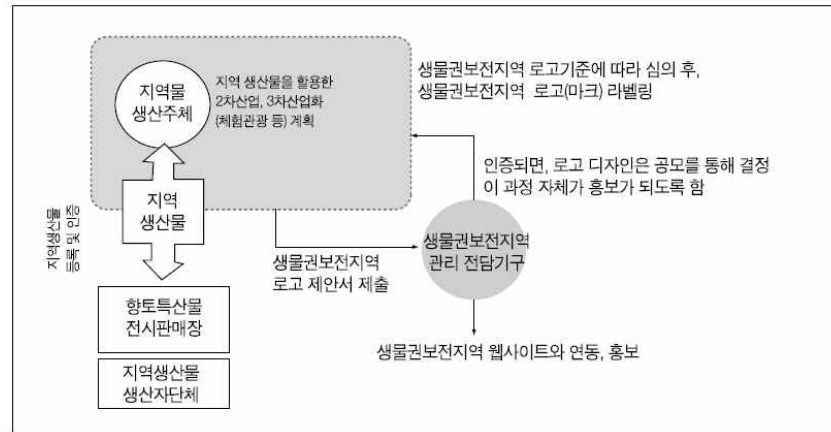 지역물
생산주체
지역 생산물을 활용한
2차산업, 3차산업화
(체험관광 등) 계획
생물권보전지역 로고기준에 따라 심의 후,
생물권보전지역 로고(마크) 라벨링
인증되면, 로고 디자인은 공모를 통해 결정
이 과정 자체가 홍보가 되도록 함
지역
생산물
지역생산물
등록 및 인증
생물권보전지역
로고 제안서 제출
생물권보전지역
관리 전담기구
향토특산물
전시판매장
생물권보전지역 웹사이트와 연동, 홍보
지역생산물
생산자단체